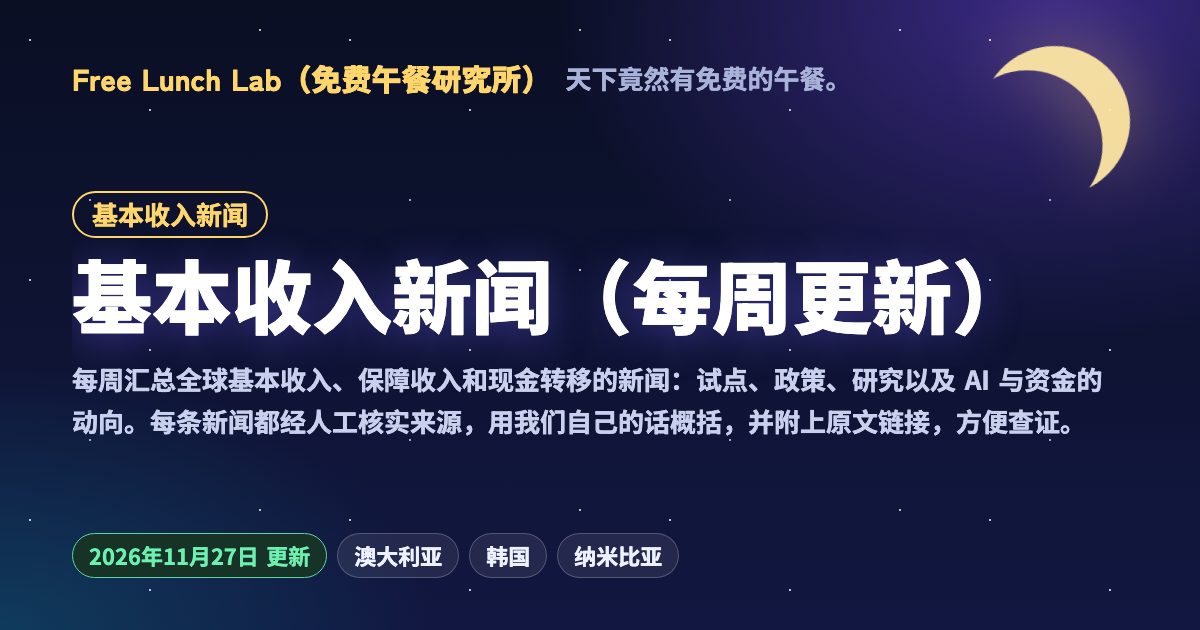 Free Lunch Lab（免费午餐研究所） 天下竟然有免费的午餐。
基本收入新闻
基本收入新闻（每周更新）
每周汇总全球基本收入、保障收入和现金转移的新闻：试点、政策、研究以及 AI 与资金的
动向。每条新闻都经人工核实来源，用我们自己的话概括，并附上原文链接，方便查证。
2026年11月27日 更新 澳大利亚 韩国 纳米比亚